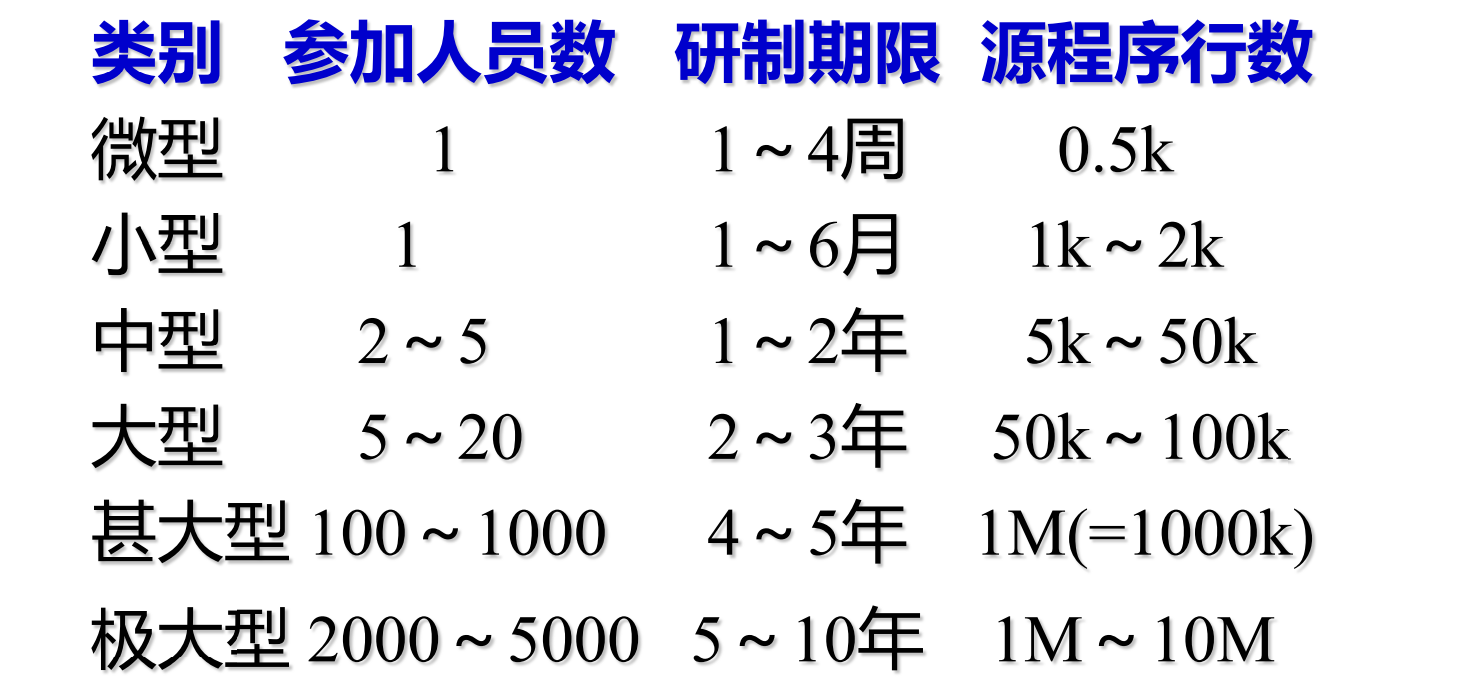 类别 参加人员数 研制期限 源程序行数
微型 1 1～4周 0.5k
小型 1 1～6月 1k～2k
中型 2～5 1～2年 5k～50k
大型 5～20 2～3年 50k～100k
甚大型 100～1000 4～5年 1M(=1000k)
极大型 2000～5000 5～10年 1M～10M